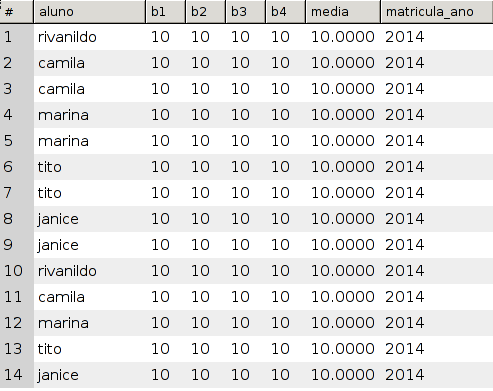 # aluno b1 b2 b3 b4 media matricula_ano
1 rivanildo 10 10 10 10 10.0000 2014
2 camila 10 10 10 10 10.0000 2014
3 camila 10 10 10 10 10.0000 2014
4 marina 10 10 10 10 10.0000 2014
5 marina 10 10 10 10 10.0000 2014
6 tito 10 10 10 10 10.0000 2014
7 tito 10 10 10 10 10.0000 2014
8 janice 10 10 10 10 10.0000 2014
9 janice 10 10 10 10 10.0000 2014
10 rivanildo 10 10 10 10 10.0000 2014
11 camila 10 10 10 10 10.0000 2014
12 marina 10 10 10 10 10.0000 2014
13 tito 10 10 10 10 10.0000 2014
14 janice 10 10 10 10 10.0000 2014